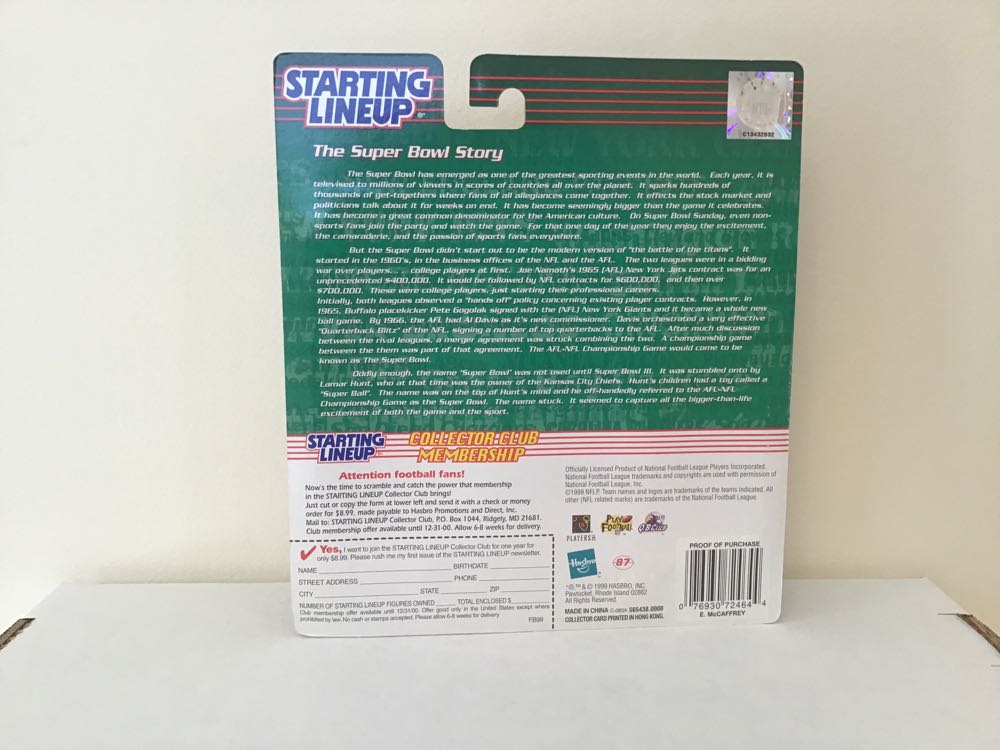 STARTING
LINEUP®
NFL
C13432932
The Super Bowl Story
The Super Bowl has emerged as one of the greatest sporting events in the world. Each year, it is
televised to millions of viewers in scores of countries all over the planet. It sparks hundreds of
thousands of get-togethers where fans of all allegiances come together. It effects the stock market and
politicians talk about it for weeks on end. It has become seemingly bigger than the game it celebrates.
It has become a great common denominator for the American culture. On Super Bowl Sunday, even non-
sports fans join the party and watch the game. For that one day of the year they enjoy the excitement,
the camaraderie, and the passion of sports fans everywhere.
But the Super Bowl didn't start out to be the modern version of "the battle of the titans". It
started in the 1960's, in the business offices of the NFL and the AFL. The two leagues were in a bidding
war over players.... college players at first. Joe Namath's 1965 (AFL) New York Jets contract was for an
unprecedented $400,000. It would be followed by NFL contracts for $600,000, and then over
$700,000. These were college players, just starting their professional careers.
Initially, both leagues observed a "hands off" policy concerning existing player contracts. However, in
1965, Buffalo placekicker Pete Gogolak signed with the (NFL) New York Giants and it became a whole new
ball game. By 1966, the AFL had Al Davis as it's new commissioner. Davis orchestrated a very effective
"Quarterback Blitz" of the NFL, signing a number of top quarterbacks to the AFL. After much discussion
between the rival leagues, a merger agreement was struck combining the two. A championship game
between the them was part of that agreement. The AFL-NFL Championship Game would come to be
known as The Super Bowl.
Oddly enough, the name 'Super Bowl' was not used until Super Bowl III. It was stumbled onto by
Lamar Hunt, who at that time was the owner of the Kansas City Chiefs. Hunt's children had a toy called a
"Super Ball". The name was on the top of Hunt's mind and he off-handedly referred to the AFL-NFL
Championship Game as the Super Bowl. The name stuck. It seemed to capture all the bigger-than-life
excitement of both the game and the sport.
STARTING
LINEUP®
COLLECTOR CLUB
MEMBERSHIP
Attention football fans!
Now's the time to scramble and catch the power that membership
in the STARTING LINEUP Collector Club brings!
Just cut or copy the form at lower left and send it with a check or money
order for $8.99, made payable to Hasbro Promotions and Direct, Inc.
Mail to: STARTING LINEUP Collector Club, P.O. Box 1044, Ridgely, MD 21681.
Club membership offer available until 12-31-00. Allow 6-8 weeks for delivery.
Yes, I want to join the STARTING LINEUP Collector Club for one year for
only $8.99. Please rush me my first issue of the STARTING LINEUP newsletter.
NAME BIRTHDATE
STREET ADDRESS PHONE
CITY STATE ZIP
NUMBER OF STARTING LINEUP FIGURES OWNED TOTAL ENCLOSED $
Club membership offer available until 12/31/00. Offer good only in the United States except where
prohibited by law. No cash or stamps accepted. Please allow 6-8 weeks for delivery.
FB99
Officially Licensed Product of National Football League Players Incorporated.
National Football League trademarks and copyrights are used with permission of
National Football League, Inc.
©1999 NFLP. Team names and logos are trademarks of the teams indicated. All
other (NFL related marks) are trademarks of the National Football League
PLAYERS
PLAY
FOOTBALL
Q.B. CLUB
Hasbro
87
*®,™ & © 1999 HASBRO, INC.
Pawtucket, Rhode Island 02862
All Rights Reserved
MADE IN CHINA C-080A 565438.0000
COLLECTOR CARD PRINTED IN HONG KONG.
PROOF OF PURCHASE
0 76930 72464 4
E. McCAFFREY